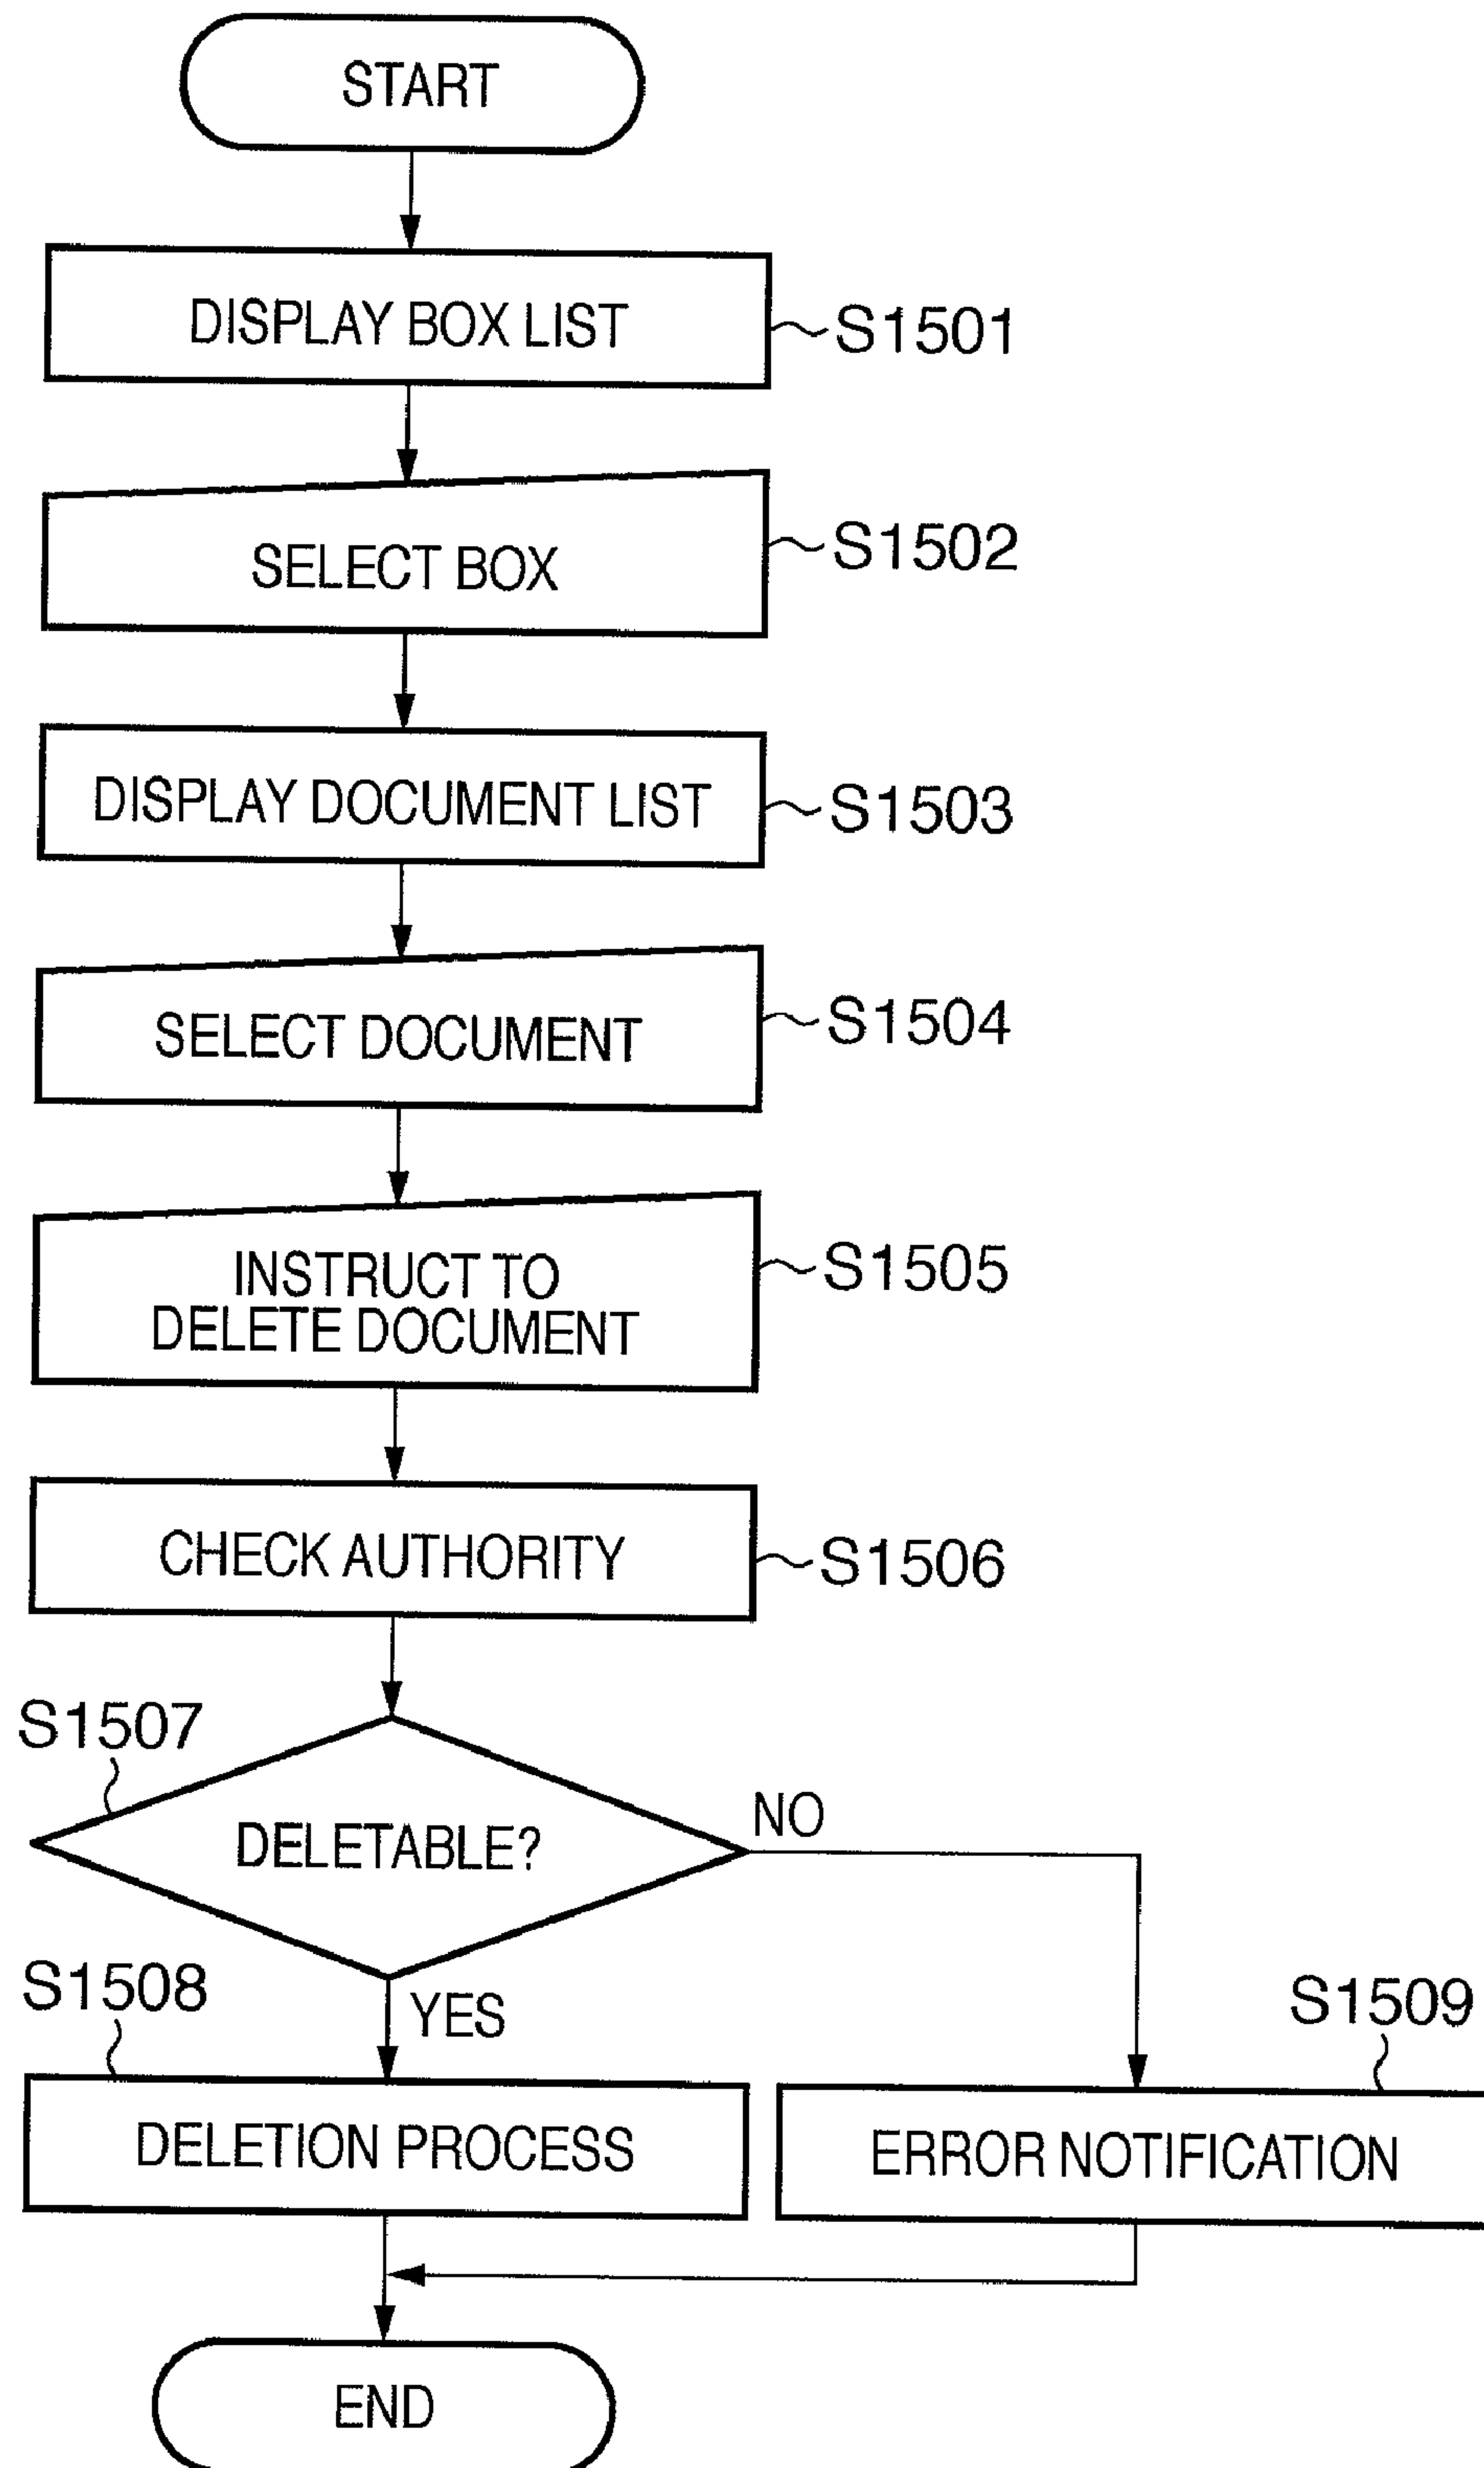 START
DISPLAY BOX LIST
S1501
SELECT BOX
S1502
DISPLAY DOCUMENT LIST
S1503
SELECT DOCUMENT
S1504
INSTRUCT TO
DELETE DOCUMENT
S1505
CHECK AUTHORITY
S1506
S1507
DELETABLE?
NO
YES
S1508
DELETION PROCESS
S1509
ERROR NOTIFICATION
END